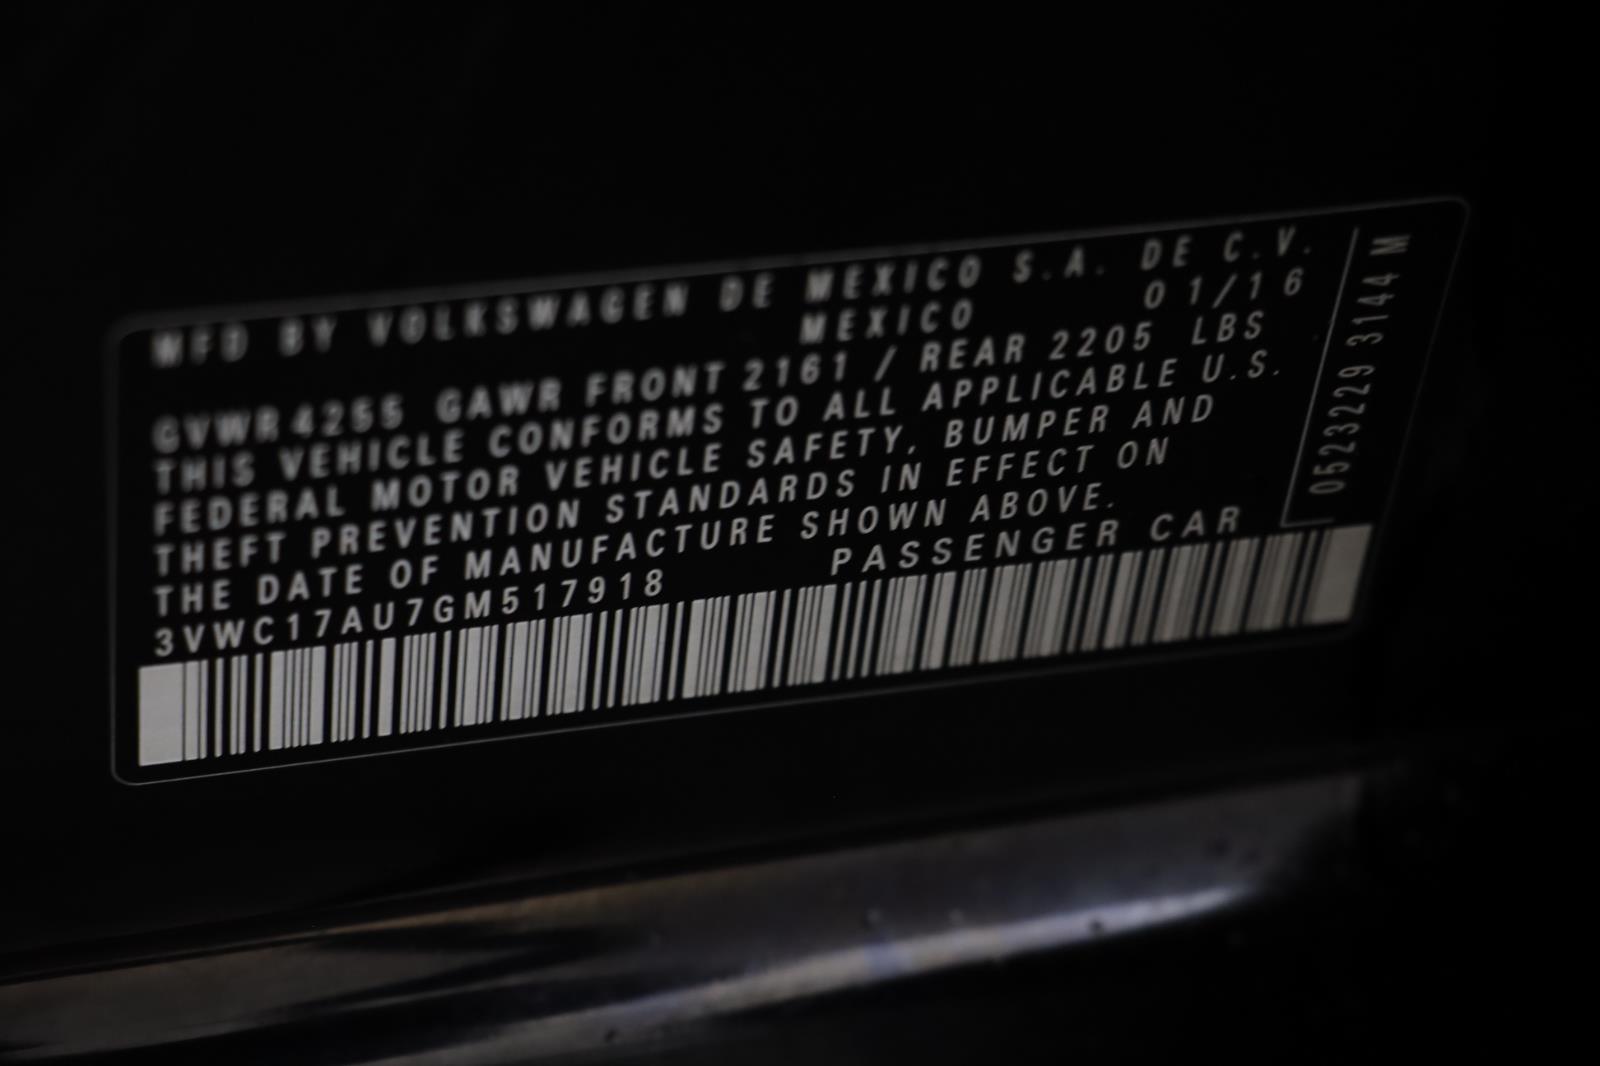 MFD BY VOLKSWAGEN DE MEXICO S.A. DE C.V.
MEXICO 01/16
GVWR 4255 GAWR FRONT 2161 / REAR 2205 LBS
THIS VEHICLE CONFORMS TO ALL APPLICABLE U.S.
FEDERAL MOTOR VEHICLE SAFETY, BUMPER AND
THEFT PREVENTION STANDARDS IN EFFECT ON
THE DATE OF MANUFACTURE SHOWN ABOVE.
3VWC17AU7GM517918 PASSENGER CAR
0523229 3144 M